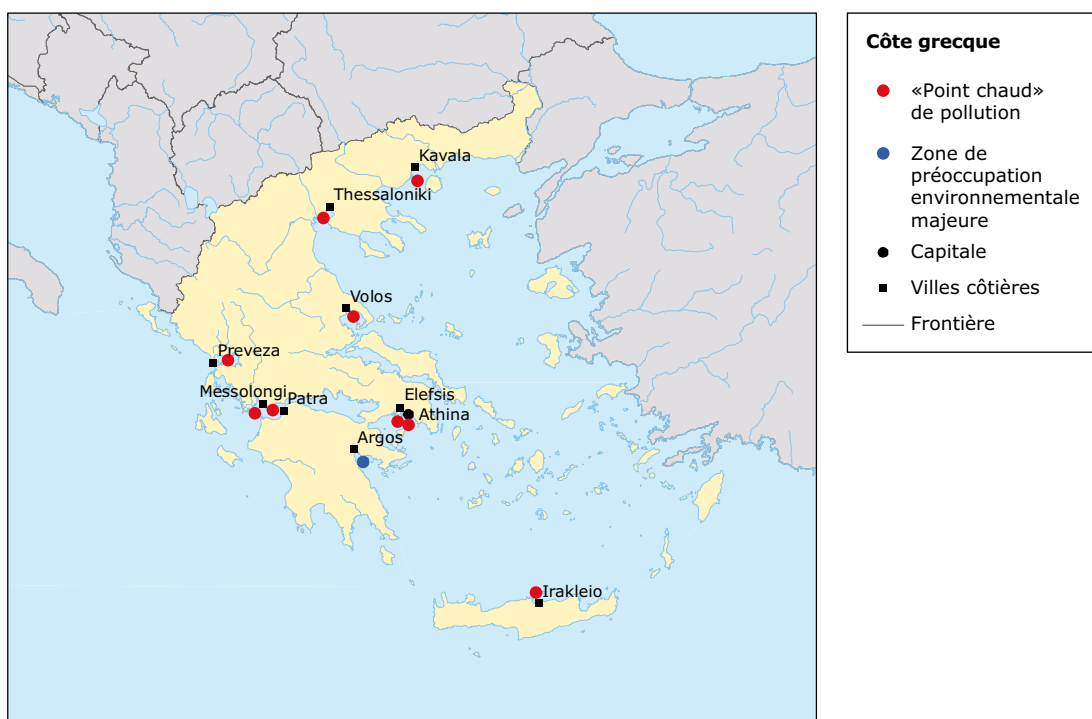 Kavala
Thessaloniki
Volos
Preveza
Messolongi
Patra
Elefsis
Athina
Argos
Irakleio
Côte grecque
«Point chaud»
de pollution
Zone de
préoccupation
environnementale
majeure
Capitale
Villes côtières
Frontière